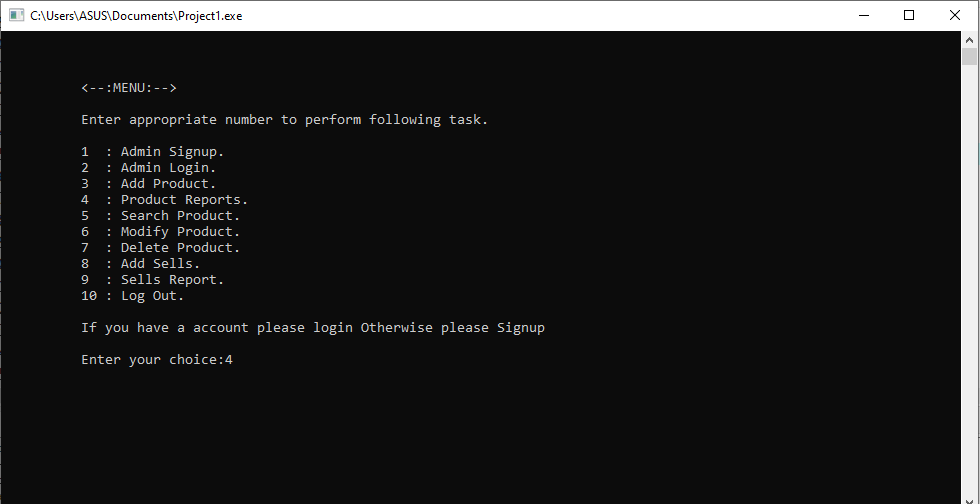 C:\Users\ASUS\Documents\Project1.exe
<--:MENU:-->
Enter appropriate number to perform following task.
1  : Admin Signup.
2  : Admin Login.
3  : Add Product.
4  : Product Reports.
5  : Search Product.
6  : Modify Product.
7  : Delete Product.
8  : Add Sells.
9  : Sells Report.
10 : Log Out.
If you have a account please login Otherwise please Signup
Enter your choice:4